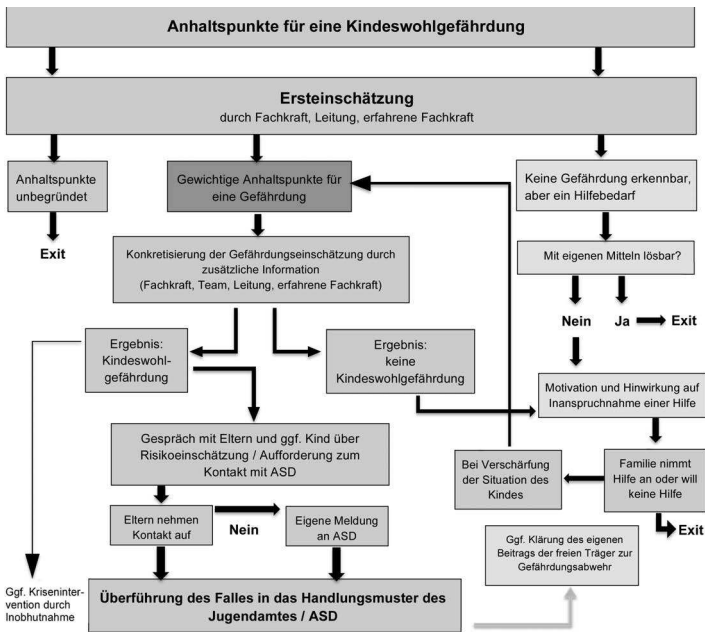 Anhaltspunkte für eine Kindeswohlgefährdung
Ersteinschätzung
durch Fachkraft, Leitung, erfahrene Fachkraft
Anhaltspunkte
unbegründet
Exit
Gewichtige Anhaltspunkte für
eine Gefährdung
Keine Gefährdung erkennbar,
aber ein Hilfebedarf
Konkretisierung der Gefährdungseinschätzung durch
zusätzliche Information
(Fachkraft, Team, Leitung, erfahrene Fachkraft)
Mit eigenen Mitteln lösbar?
Nein
Ja
Exit
Ergebnis:
Kindeswohl-
gefährdung
Ergebnis:
keine
Kindeswohlgefährdung
Motivation und Hinwirkung auf
Inanspruchnahme einer Hilfe
Gespräch mit Eltern und ggf. Kind über
Risikoeinschätzung / Aufforderung zum
Kontakt mit ASD
Bei Verschärfung
der Situation des
Kindes
Familie nimmt
Hilfe an oder will
keine Hilfe
Exit
Eltern nehmen
Kontakt auf
Nein
Eigene Meldung
an ASD
Ggf. Klärung des eigenen
Beitrags der freien Träger zur
Gefährdungsabwehr
Ggf. Kriseninter-
vention durch
Inobhutnahme
Überführung des Falles in das Handlungsmuster des
Jugendamtes / ASD